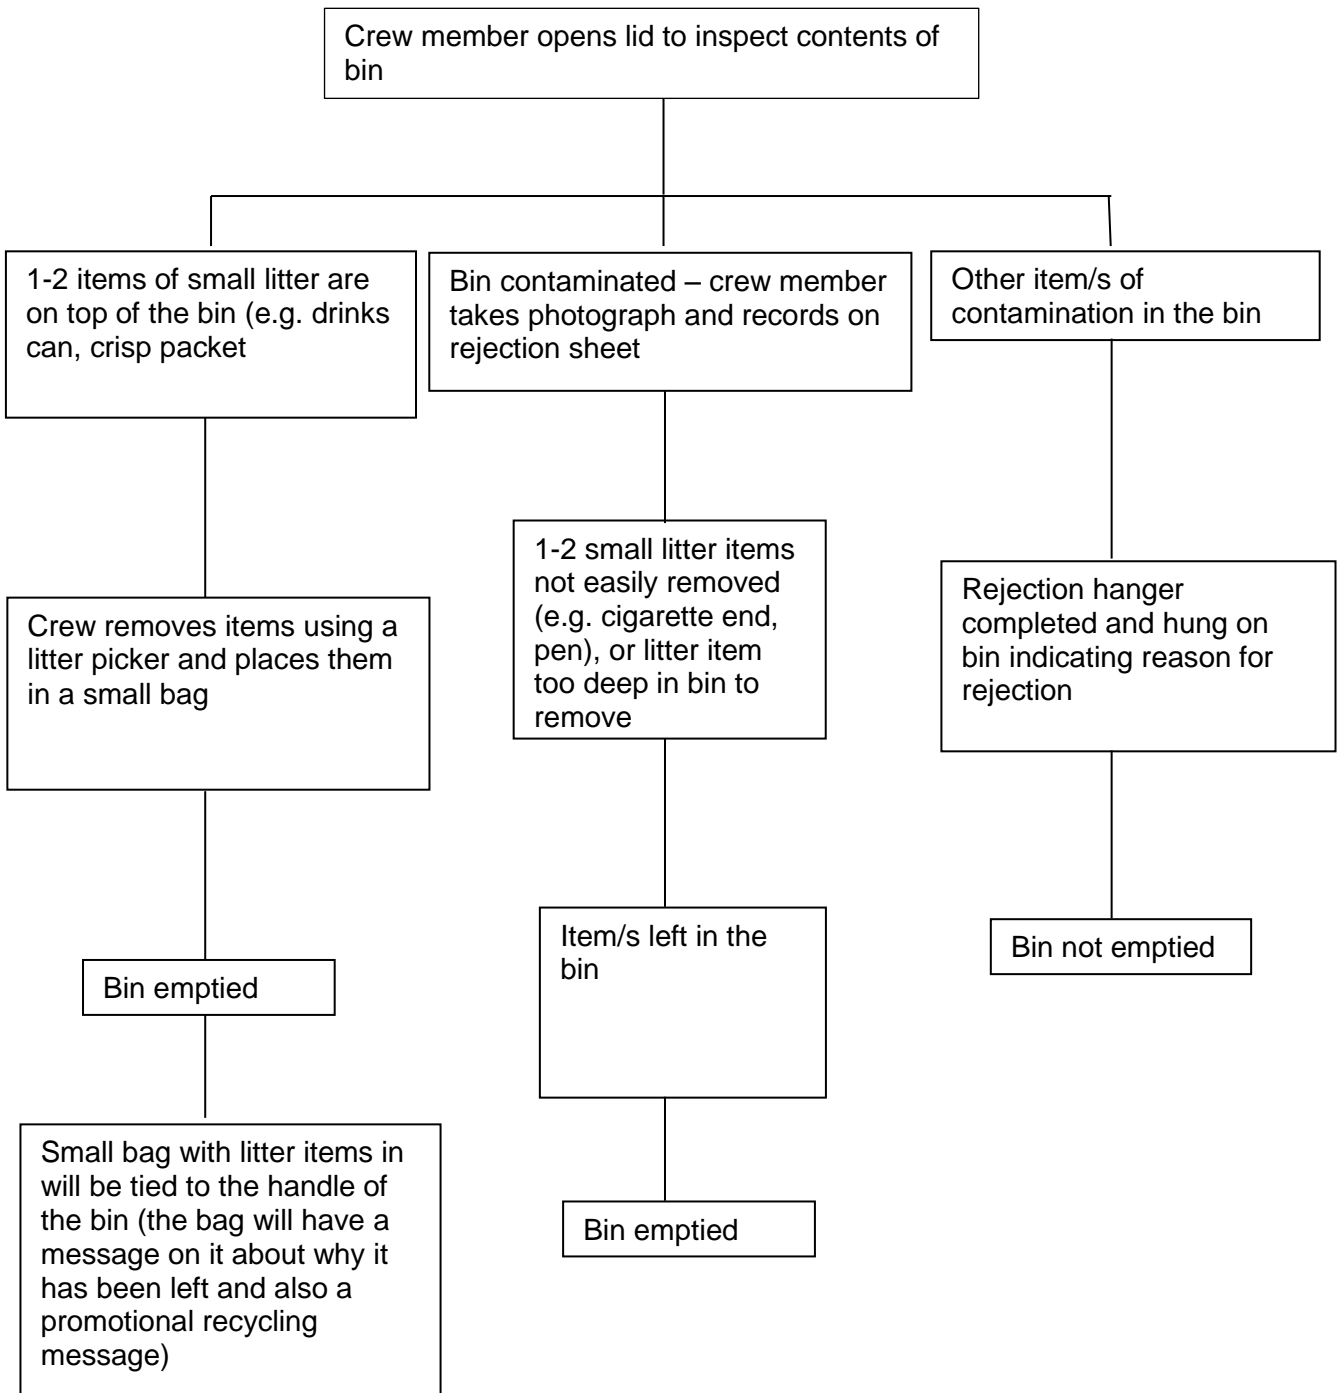 Crew member opens lid to inspect contents of
bin
1-2 items of small litter are
on top of the bin (e.g. drinks
can, crisp packet
Bin contaminated – crew member
takes photograph and records on
rejection sheet
Other item/s of
contamination in the bin
Crew removes items using a
litter picker and places them
in a small bag
1-2 small litter items
not easily removed
(e.g. cigarette end,
pen), or litter item
too deep in bin to
remove
Rejection hanger
completed and hung on
bin indicating reason for
rejection
Bin emptied
Item/s left in the
bin
Bin not emptied
Small bag with litter items in
will be tied to the handle of
the bin (the bag will have a
message on it about why it
has been left and also a
promotional recycling
message)
Bin emptied